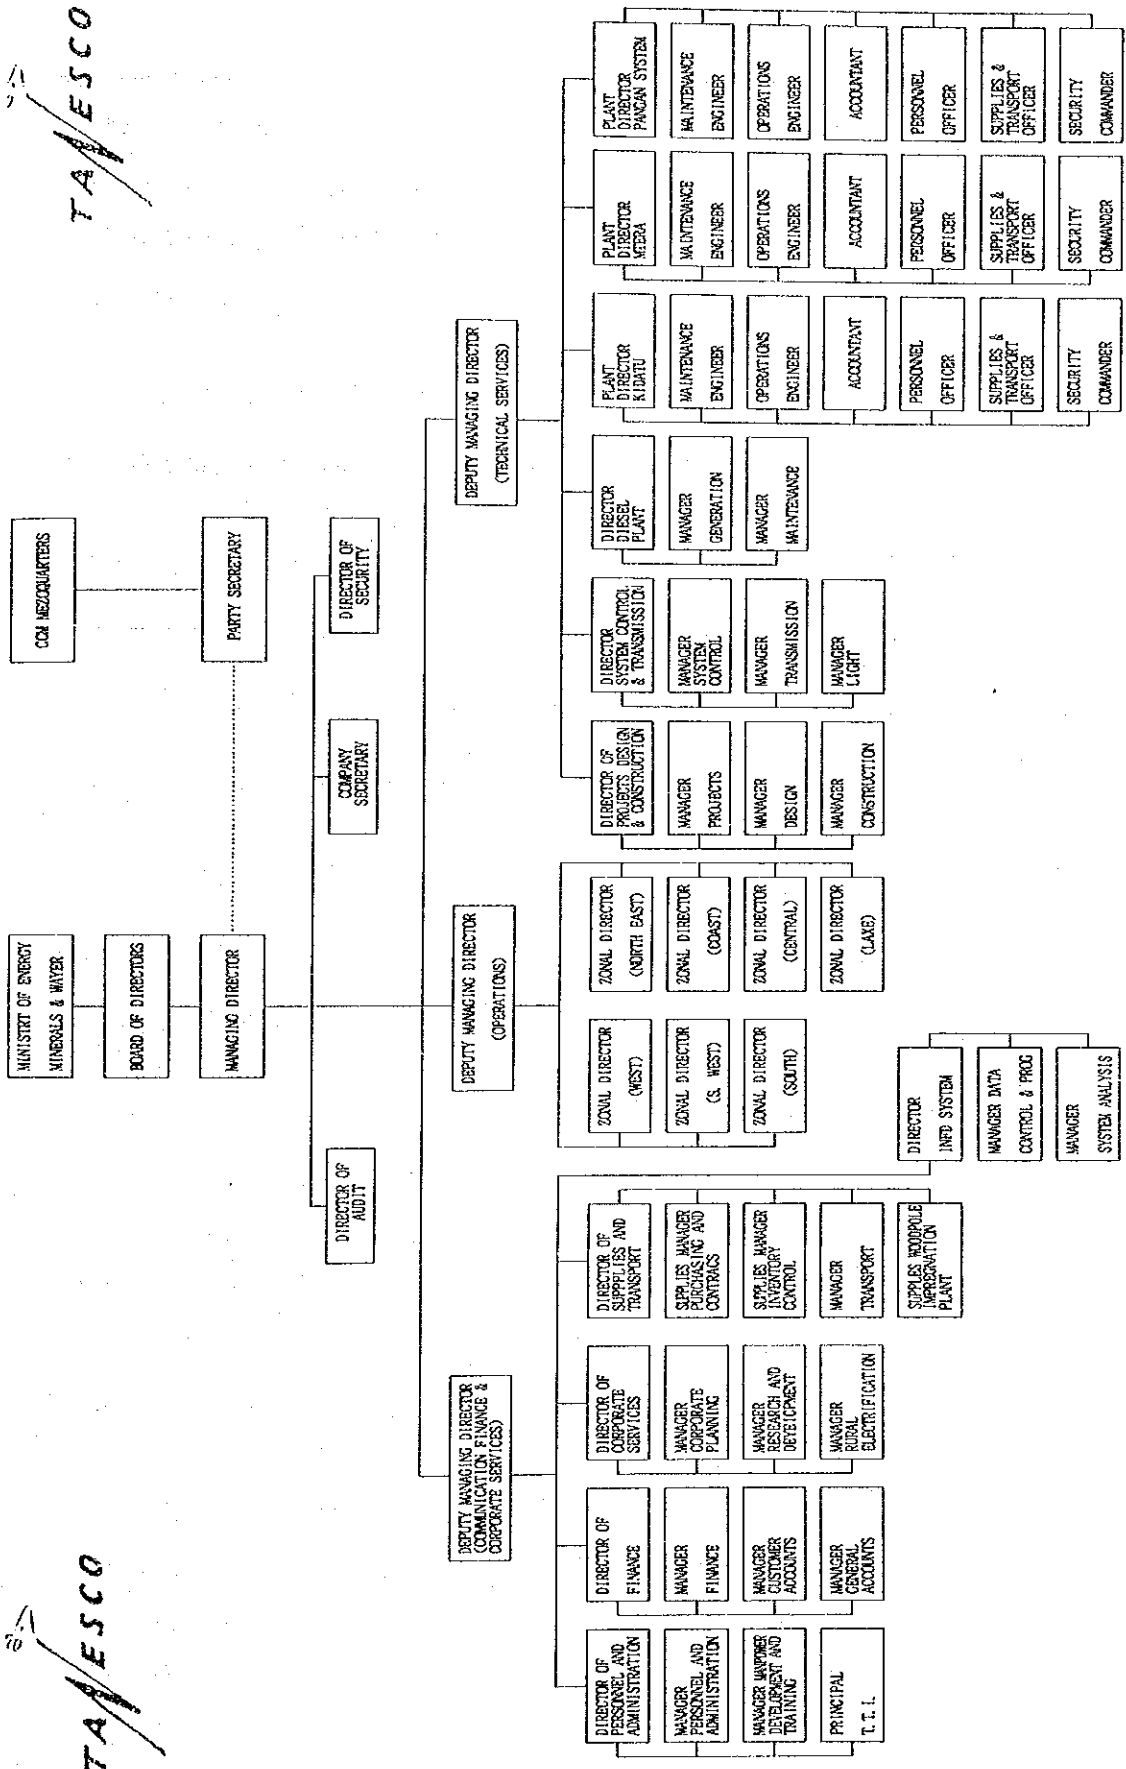 TANESCO
TANESCO
MINISTRT OF ENERGY
MINERALS & WAYER
CCM MEZCQUARTERS
BOARD OF DIRECTORS
MANAGING DIRECTOR
PARTY SECRETARY
DIRECTOR OF
AUDIT
COMPANY
SECRETARY
DIRECTOR OF
SECURITY
DEPUTY MANAGING DIRECTOR
(COMMUNICATION FINANCE &
CORPORATE SERVICES)
DEPUTY MANAGING DIRECTOR
(OPERATIONS)
DEPUTY MANAGING DIRECTOR
(TECHNICAL SERVICES)
DIRECTOR OF
PERSONNEL AND
ADMINISTRATION
MANAGER
PERSONNEL AND
ADMINISTRATION
MANAGER MANPOWER
DEVELOPMENT AND
TRAINING
PRINCIPAL
T.T.I.
DIRECTOR OF
FINANCE
MANAGER
FINANCE
MANAGER
CUSTOMER
ACCOUNTS
MANAGER
GENERAL
ACCOUNTS
DIRECTOR OF
CORPORATE
SERVICES
MANAGER
CORPORATE
PLANNING
MANAGER
RESEARCH AND
DEVEICPMENT
MANAGER
RURAL
ELECTRIFICATION
DIRECTOR OF
SUPPPLIES AND
TRANSPORT
SUPPLIES MANAGER
PURCHASING AND
CONTRACS
SUPPLIES MANAGER
INVENTORY
CONTROL
MANAGER
TRANSPORT
SUPPLES WOODPOLE
IMPREGNATION
PLANT
DIRECTOR
INFD SYSTEM
MANAGER DATA
CONTROL & PROG
MANAGER
SYSTEM ANALYSIS
ZONAL DIRECTOR
(WEST)
ZONAL DIRECTOR
(S. WEST)
ZONAL DIRECTOR
(SOUTH)
ZONAL DIRECTOR
(NORTH EAST)
ZONAL DIRECTOR
(COAST)
ZONAL DIRECTOR
(CENTRAL)
ZONAL DIRECTOR
(LAXE)
DIRECTOR OF
PROJECTS DESIGN
& CONSTRUCTION
MANAGER
PROJECTS
MANAGER
DESIGN
MANAGER
CONSTRUCTION
DIRECTOR
SYSTEM CONTROL
& TRANSMISSION
MANAGER
SYSTEM
CONTROL
MANAGER
TRANSMISSION
MANAGER
LIGHT
DIRECTOR
DIESEL
PLANT
MANAGER
GENERATION
MANAGER
MAINTENANCE
PLANT
DIRECTOR
KIDATU
MAINTENANCE
ENGINEER
OPERATIONS
ENGINEER
ACCOUNTANT
PERSONNEL
OFFICER
SUPPLIES &
TRANSPORT
OFFICER
SECURITY
COMMANDER
PLANT
DIRECTOR
MTERA
MAINTENANCE
ENGINEER
OPERATIONS
ENGINEER
ACCOUNTANT
PERSONNEL
OFFICER
SUPPLIES &
TRANSPORT
OFFICER
SECURITY
COMMANDER
PLANT
DIRECTOR
PANGAN SYSTEM
MAINTENANCE
ENGINEER
OPERATIONS
ENGINEER
ACCOUNTANT
PERSONNEL
OFFICER
SUPPLIES &
TRANSPORT
OFFICER
SECURITY
COMMANDER